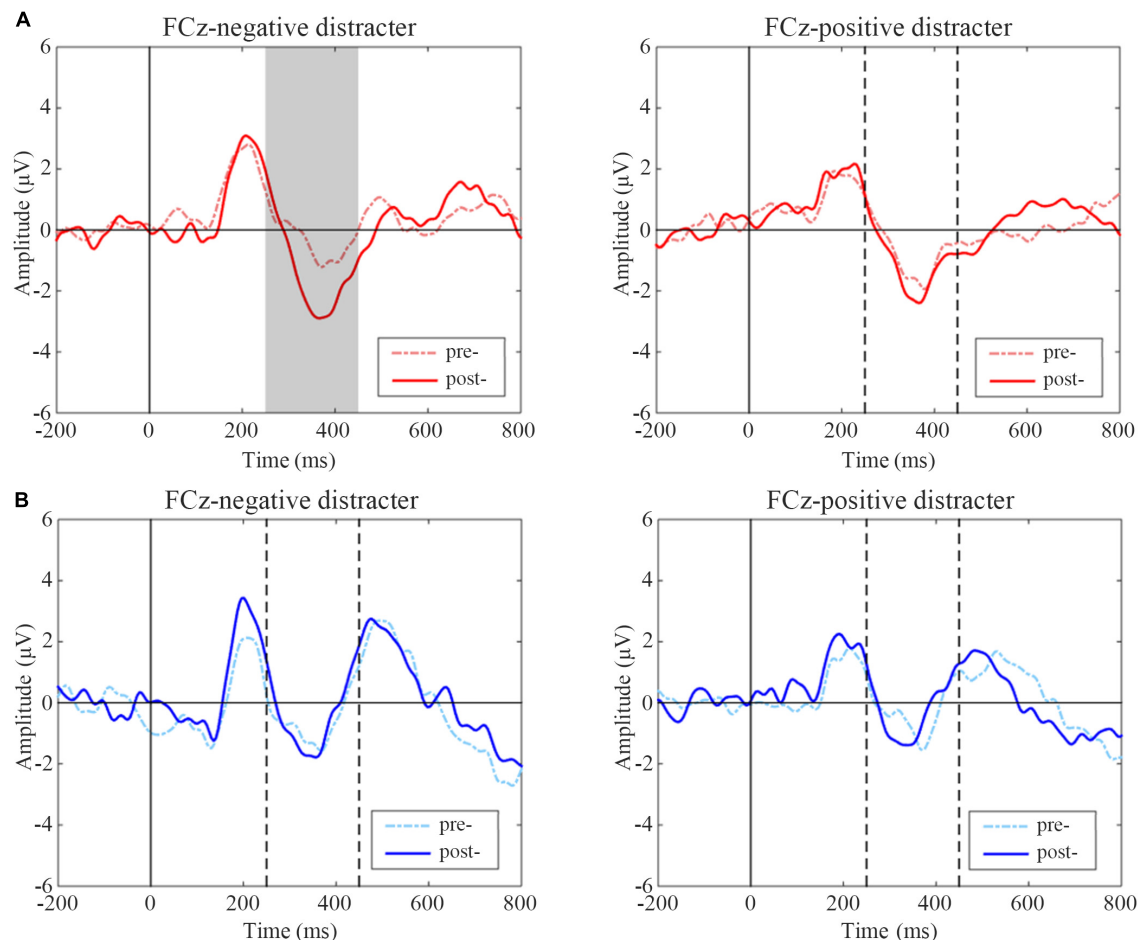 A
FCz-negative distracter
6
4
2
0
-2
-4
-6
Amplitude (µV)
pre-
post-
-200 0 200 400 600 800
Time (ms)
FCz-positive distracter
6
4
2
0
-2
-4
-6
Amplitude (µV)
pre-
post-
-200 0 200 400 600 800
Time (ms)
B
FCz-negative distracter
6
4
2
0
-2
-4
-6
Amplitude (µV)
pre-
post-
-200 0 200 400 600 800
Time (ms)
FCz-positive distracter
6
4
2
0
-2
-4
-6
Amplitude (µV)
pre-
post-
-200 0 200 400 600 800
Time (ms)